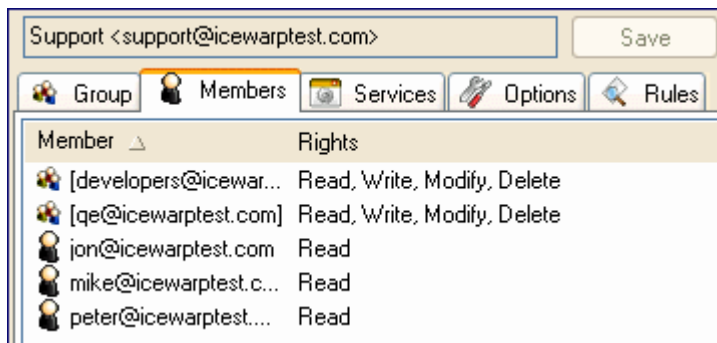 Support <support@icewarptest.com> Save
Group Members Services Options Rules
Member Rights
[developers@icewar... Read, Write, Modify, Delete
[qe@icewarptest.com] Read, Write, Modify, Delete
jon@icewarptest.com Read
mike@icewarptest.c... Read
peter@icewarptest.... Read